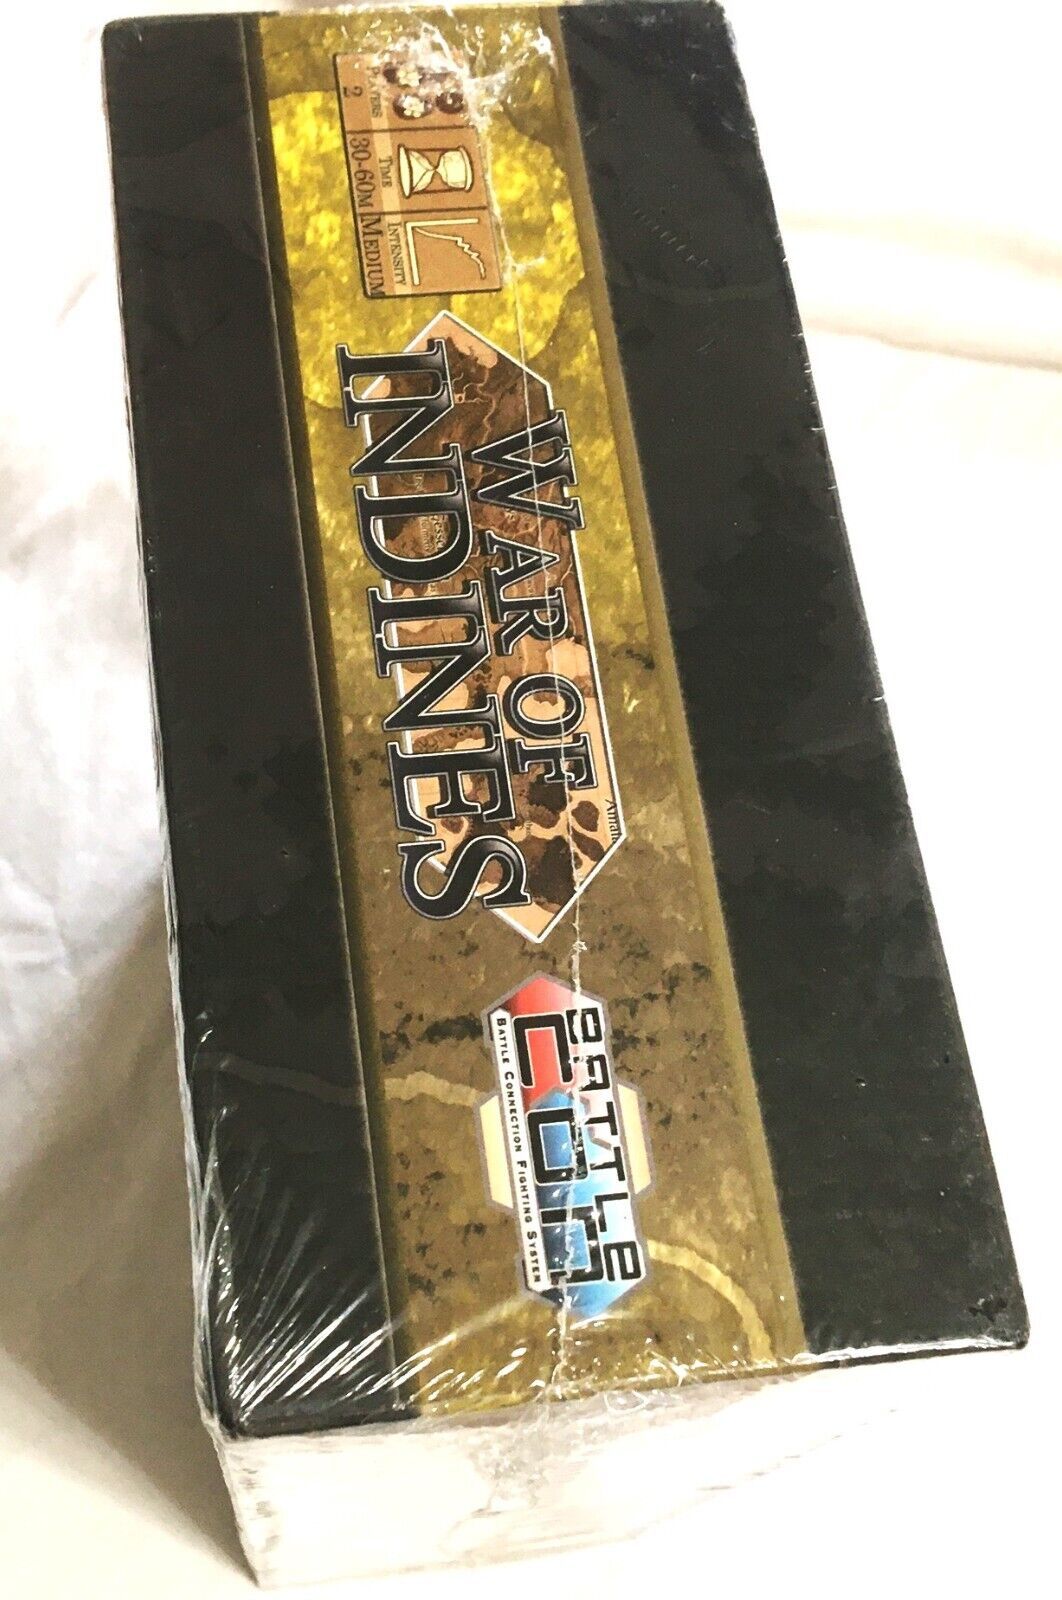 PLAYERS
2
TIME
30-60M
INTENSITY
MEDIUM
WAR OF
INDINES
BATTLE
CON
BATTLE CONNECTION FIGHTING SYSTEM